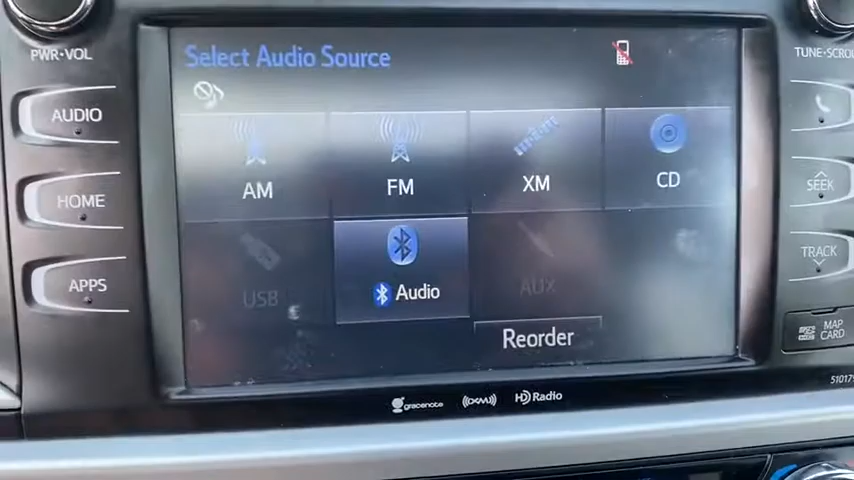 PWR•VOL
Select Audio Source
TUNE•SCROLL
AUDIO
HOME
APPS
AM
FM
XM
CD
USB
Audio
AUX
Reorder
SEEK
TRACK
MAP
CARD
gracenote
((XM))
HD Radio